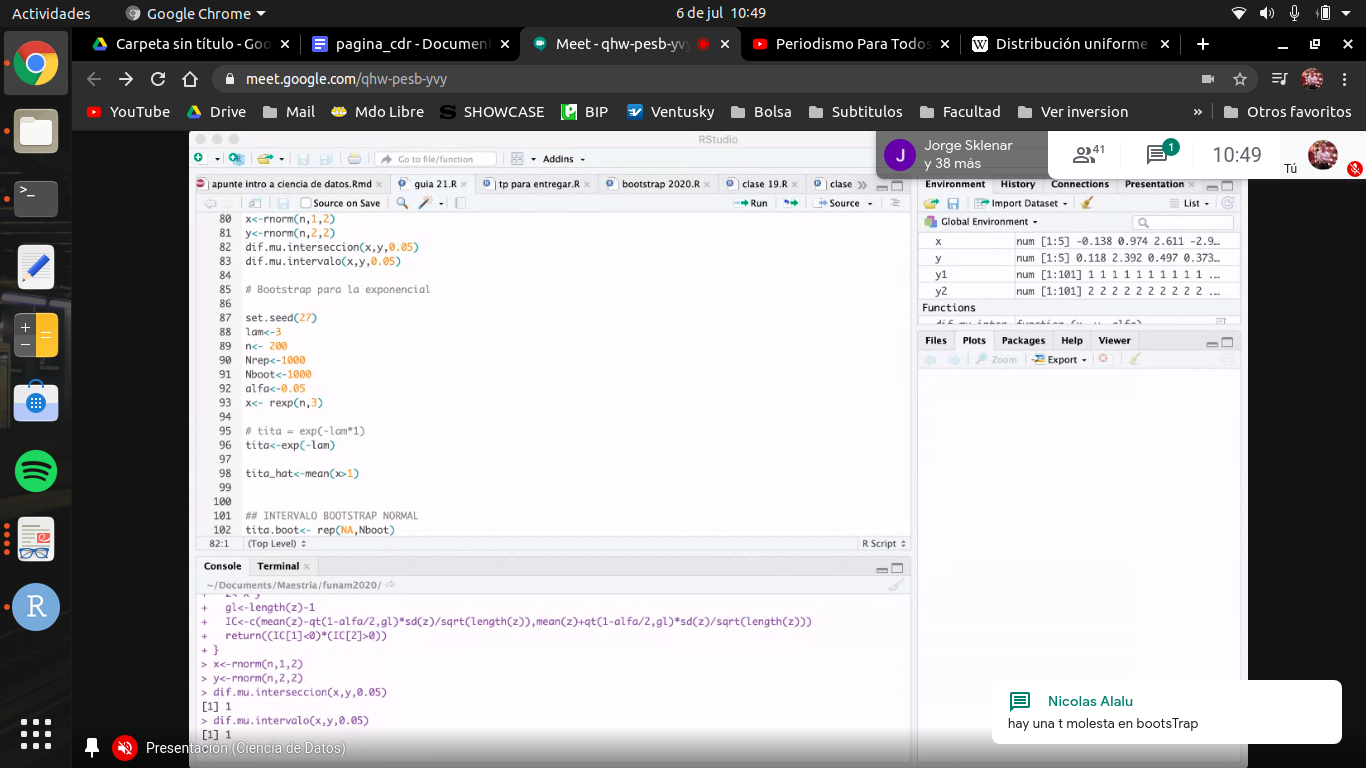 Actividades
Google Chrome
6 de jul 10:49
Carpeta sin título - Goo
pagina_cdr - Document
Meet - qhw-pesb-yvy
Periodismo Para Todos
Distribución uniforme
meet.google.com/qhw-pesb-yvy
YouTube
Drive
Mail
Mdo Libre
SHOWCASE
BIP
Ventusky
Bolsa
Subtitulos
Facultad
Ver inversion
»
Otros favoritos
RStudio
Go to file/function
Addins
Jorge Sklenar
y 38 más
41
1
10:49
Tú
apunte intro a ciencia de datos.Rmd
guia 21.R
tp para entregar.R
bootstrap 2020.R
clase 19.R
clase
Source on Save
Run
Source
80 x<-rnorm(n,1,2)
81 y<-rnorm(n,2,2)
82 dif.mu.interseccion(x,y,0.05)
83 dif.mu.intervalo(x,y,0.05)
84
85 # Bootstrap para la exponencial
86
87 set.seed(27)
88 lam<-3
89 n<- 200
90 Nrep<-1000
91 Nboot<-1000
92 alfa<-0.05
93 x<- rexp(n,3)
94
95 # tita = exp(-lam*1)
96 tita<-exp(-lam)
97
98 tita_hat<-mean(x>1)
99
100
101 ## INTERVALO BOOTSTRAP NORMAL
102 tita.boot<- rep(NA,Nboot)
82:1 (Top Level)
R Script
Console Terminal
~/Documents/Maestria/funam2020/
+ z<-x-y
+ gl<-length(z)-1
+ IC<-c(mean(z)-qt(1-alfa/2,gl)*sd(z)/sqrt(length(z)),mean(z)+qt(1-alfa/2,gl)*sd(z)/sqrt(length(z)))
+ return((IC[1]<0)*(IC[2]>0))
+ }
> x<-rnorm(n,1,2)
> y<-rnorm(n,2,2)
> dif.mu.interseccion(x,y,0.05)
[1] 1
> dif.mu.intervalo(x,y,0.05)
[1] 1
Environment History Connections Presentation
Import Dataset
List
Global Environment
x num [1:5] -0.138 0.974 2.611 -2.9…
y num [1:5] 0.118 2.392 0.497 0.373…
y1 num [1:101] 1 1 1 1 1 1 1 1 1 1 ...
y2 num [1:101] 2 2 2 2 2 2 2 2 2 2 ...
Functions
dif.mu.inter… function (x, y, alfa)
Files Plots Packages Help Viewer
Zoom
Export
Presentación (Ciencia de Datos)
Nicolas Alalu
hay una t molesta en bootsTrap